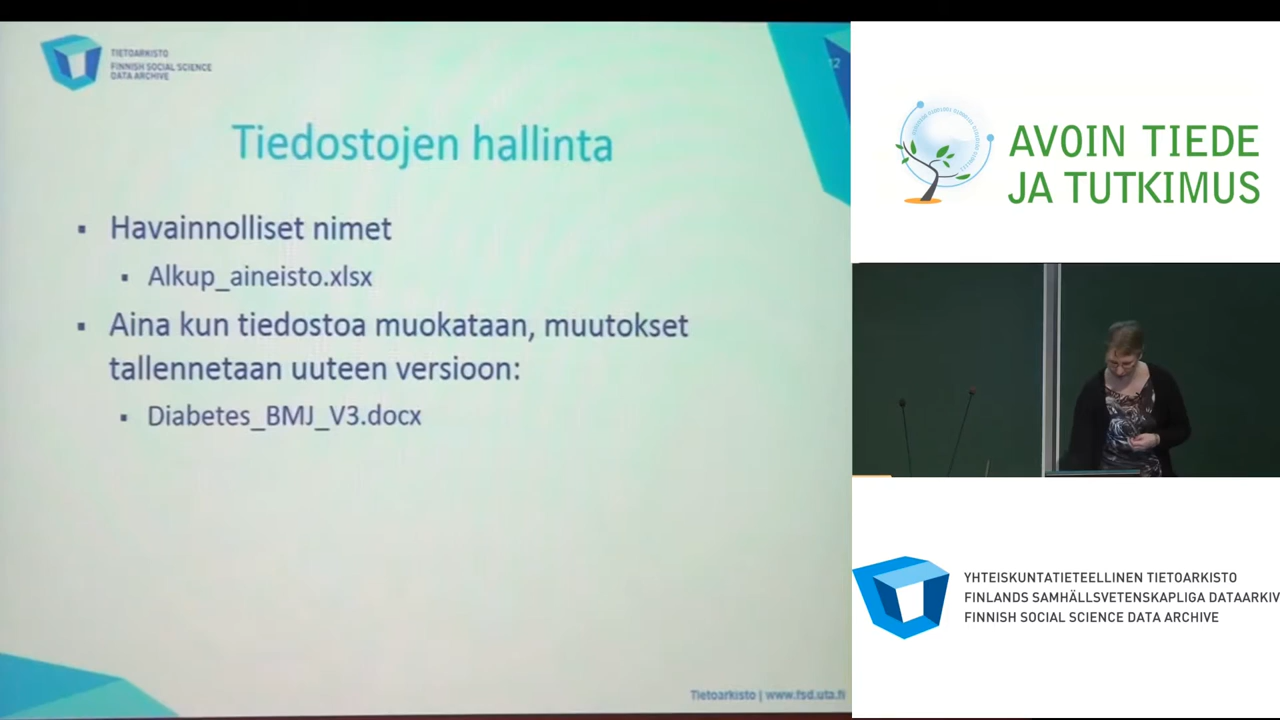 TIETOARKISTO
FINNISH SOCIAL SCIENCE
DATA ARCHIVE
12
Tiedostojen hallinta
▪ Havainnolliset nimet
▪ Alkup_aineisto.xlsx
▪ Aina kun tiedostoa muokataan, muutokset
tallennetaan uuteen versioon:
▪ Diabetes_BMJ_V3.docx
Tietoarkisto | www.fsd.uta.fi
AVOIN TIEDE
JA TUTKIMUS
YHTEISKUNTATIETEELLINEN TIETOARKISTO
FINLANDS SAMHÄLLSVETENSKAPLIGA DATAARKIV
FINNISH SOCIAL SCIENCE DATA ARCHIVE